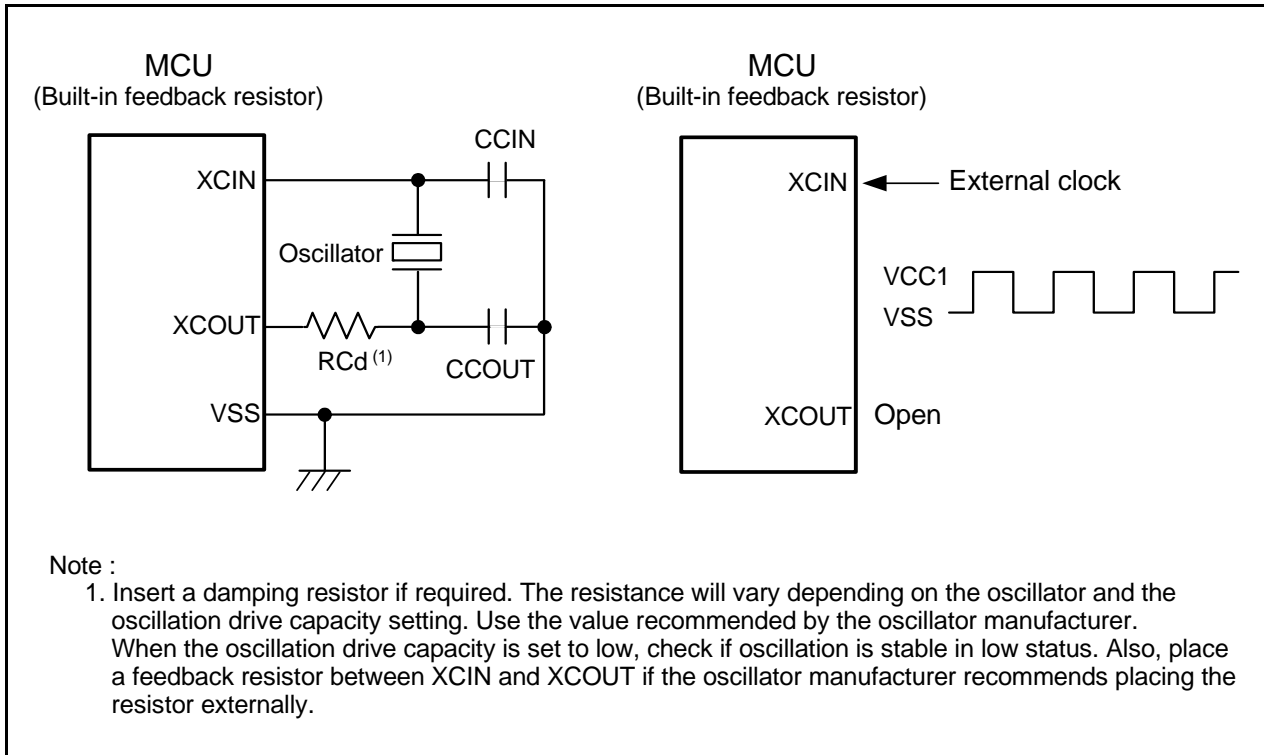 MCU
(Built-in feedback resistor)
CCIN
XCIN
Oscillator
XCOUT
RCd (1)
CCOUT
VSS
MCU
(Built-in feedback resistor)
XCIN
External clock
VCC1
VSS
XCOUT
Open
Note :
1. Insert a damping resistor if required. The resistance will vary depending on the oscillator and the
oscillation drive capacity setting. Use the value recommended by the oscillator manufacturer.
When the oscillation drive capacity is set to low, check if oscillation is stable in low status. Also, place
a feedback resistor between XCIN and XCOUT if the oscillator manufacturer recommends placing the
resistor externally.